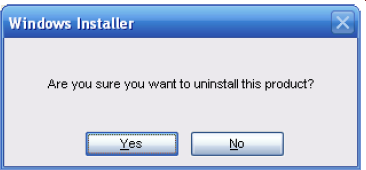 Windows Installer
Are you sure you want to uninstall this product?
Yes
No